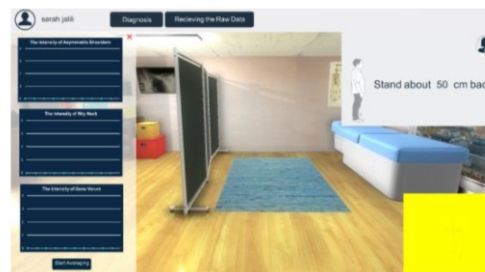 sarah jalili
Diagnosis
Recieving the Raw Data
The Intensity of Asymmetric Shoulders
The Intensity of Wry Neck
The Intensity of Genu Varum
Start Averaging
Stand about 50 cm bac